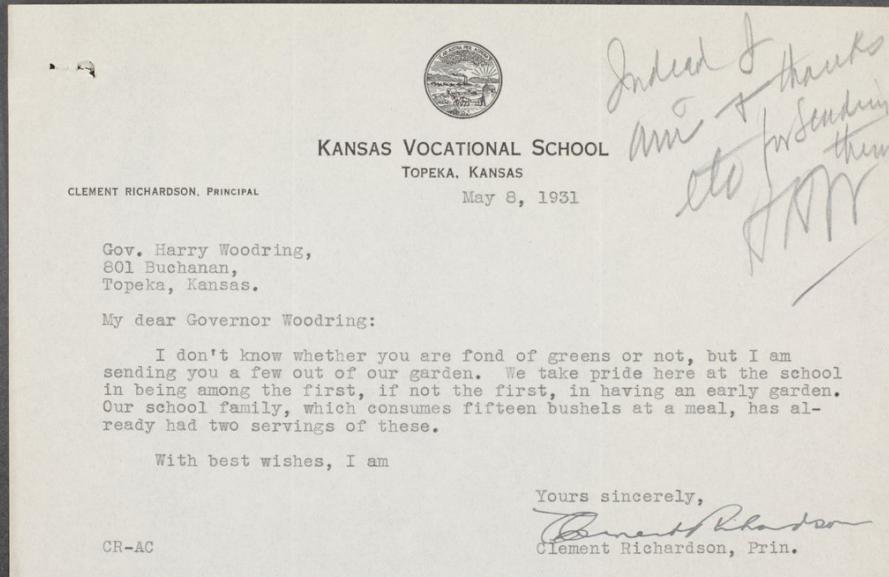 Indeed I
am & thanks
etc for sending
them
HHW
KANSAS VOCATIONAL SCHOOL
TOPEKA, KANSAS
CLEMENT RICHARDSON, PRINCIPAL
May 8, 1931
Gov. Harry Woodring,
801 Buchanan,
Topeka, Kansas.
My dear Governor Woodring:
I don't know whether you are fond of greens or not, but I am
sending you a few out of our garden. We take pride here at the school
in being among the first, if not the first, in having an early garden.
Our school family, which consumes fifteen bushels at a meal, has al-
ready had two servings of these.
With best wishes, I am
Yours sincerely,
Clement Richardson
CR-AC
Clement Richardson, Prin.